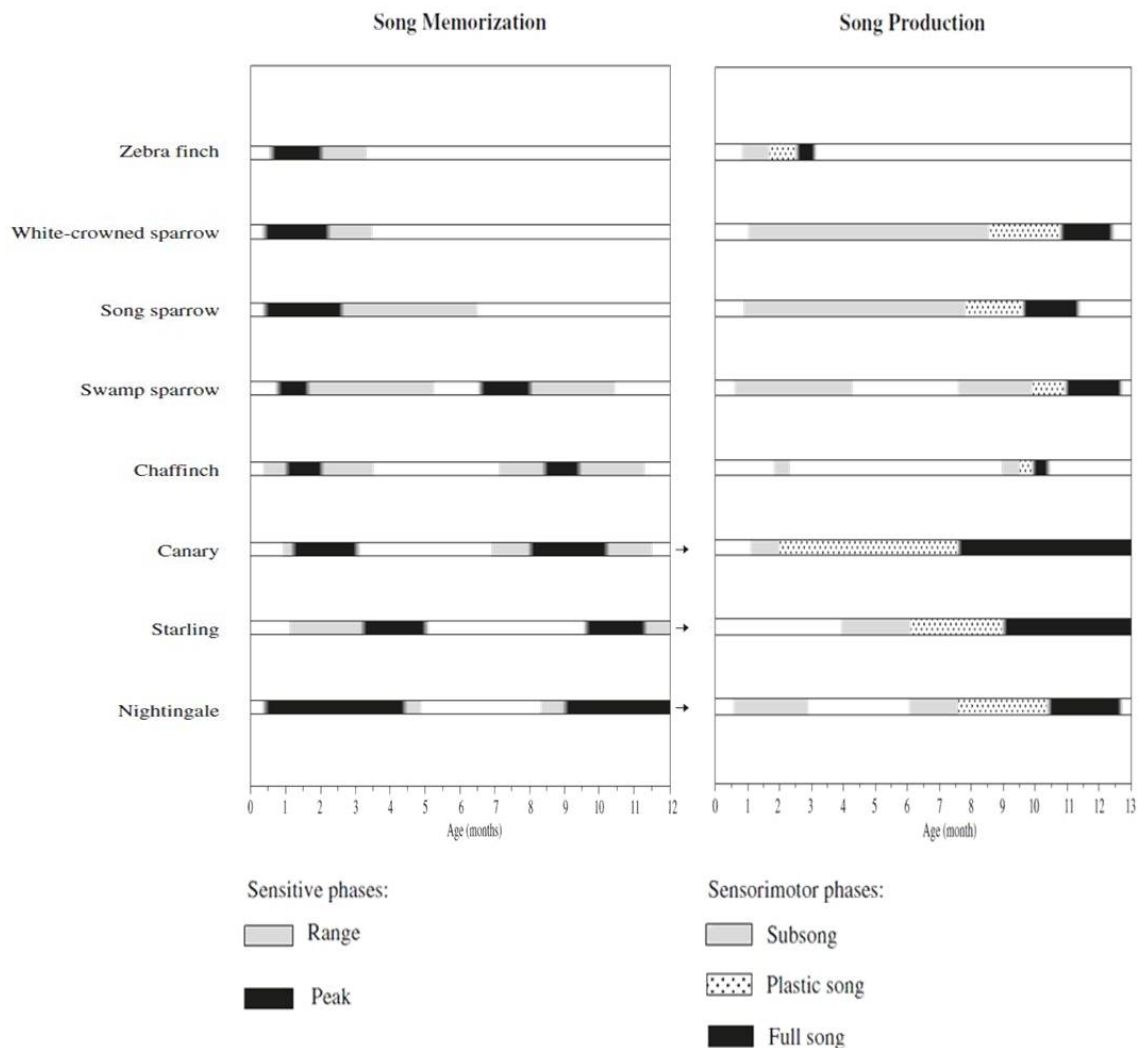 Song Memorization
Song Production
Zebra finch
White-crowned sparrow
Song sparrow
Swamp sparrow
Chaffinch
Canary
Starling
Nightingale
0 1 2 3 4 5 6 7 8 9 10 11 12
Age (months)
0 1 2 3 4 5 6 7 8 9 10 11 12 13
Age (month)
Sensitive phases:
Range
Peak
Sensorimotor phases:
Subsong
Plastic song
Full song